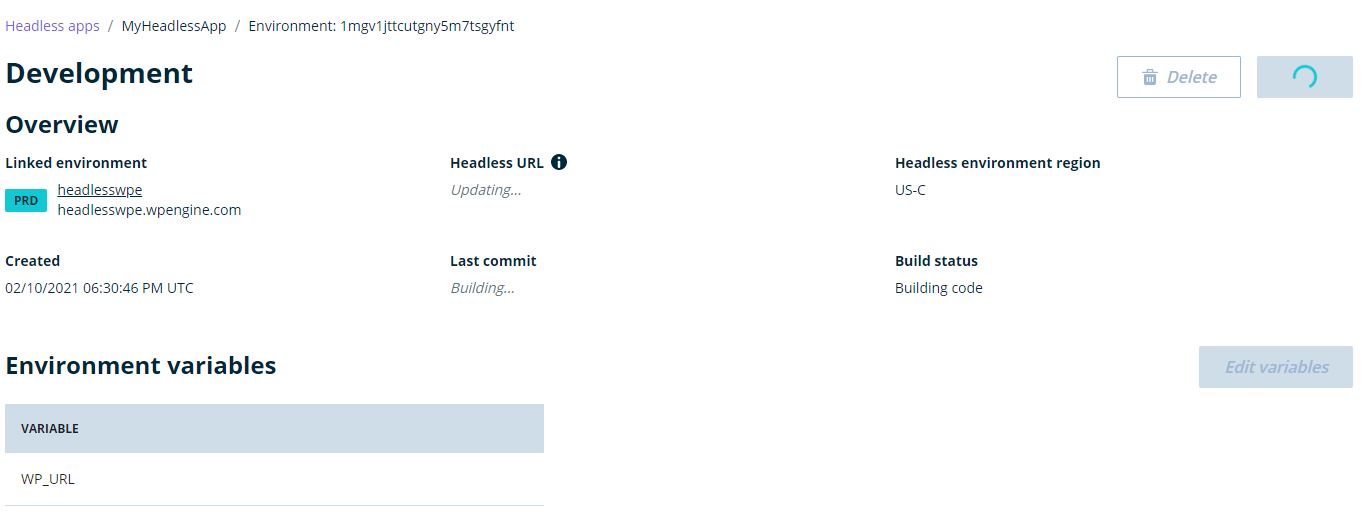 Headless apps / MyHeadlessApp / Environment: 1mgv1jttcutgny5m7tsgyfnt
Development
Delete
Overview
Linked environment
Headless URL
Headless environment region
PRD
headlesswpe
headlesswpe.wpengine.com
Updating...
US-C
Created
Last commit
Build status
02/10/2021 06:30:46 PM UTC
Building...
Building code
Environment variables
Edit variables
VARIABLE
WP_URL